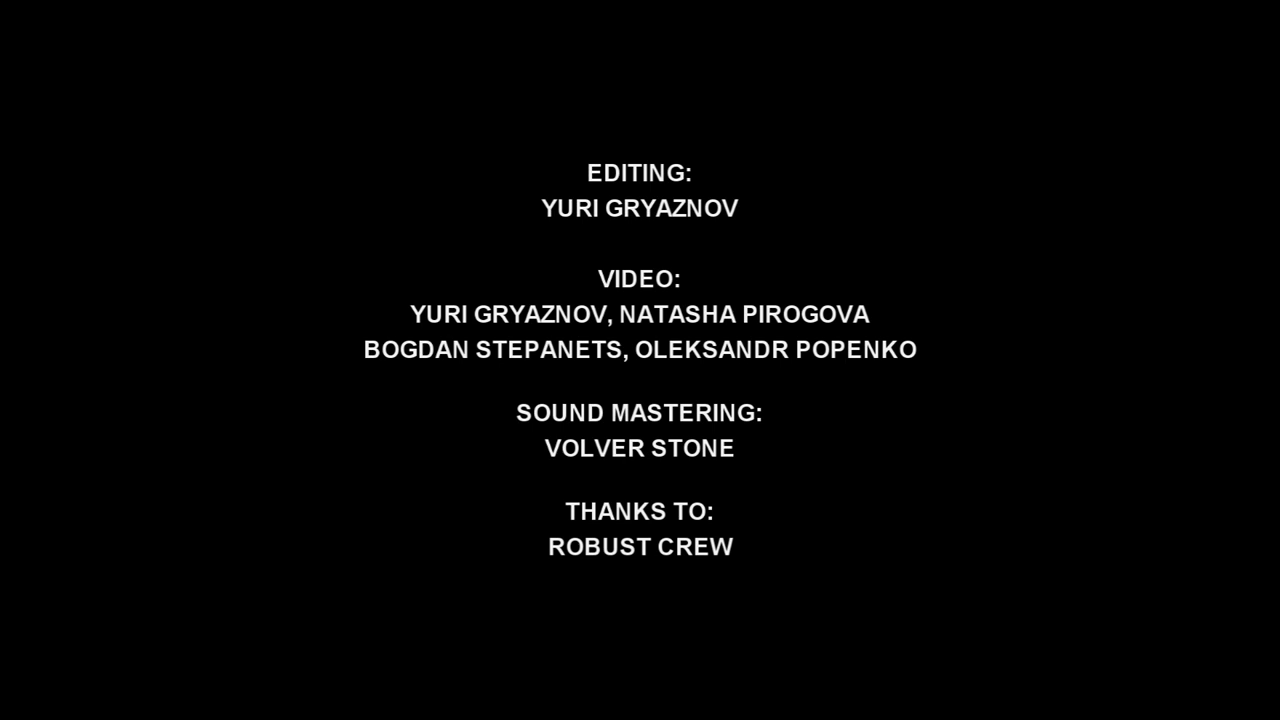 EDITING:
YURI GRYAZNOV
VIDEO:
YURI GRYAZNOV, NATASHA PIROGOVA
BOGDAN STEPANETS, OLEKSANDR POPENKO
SOUND MASTERING:
VOLVER STONE
THANKS TO:
ROBUST CREW